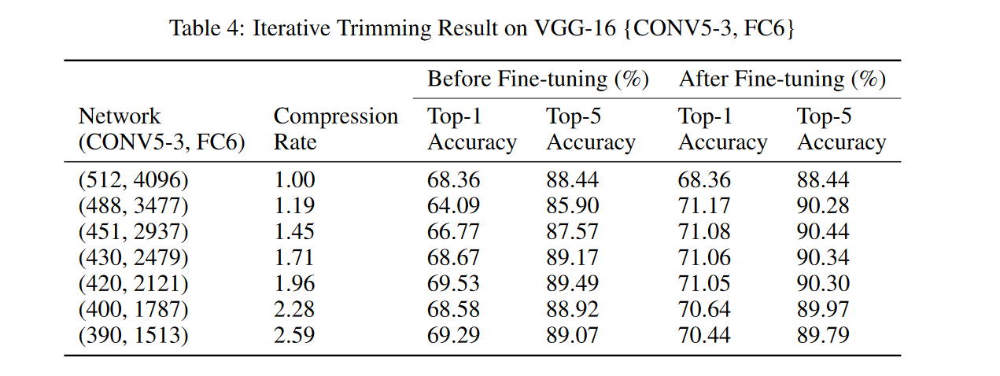 Table 4: Iterative Trimming Result on VGG-16 {CONV5-3, FC6}
Before Fine-tuning (%) After Fine-tuning (%)
Network Compression Top-1 Top-5 Top-1 Top-5
(CONV5-3, FC6) Rate Accuracy Accuracy Accuracy Accuracy
(512, 4096) 1.00 68.36 88.44 68.36 88.44
(488, 3477) 1.19 64.09 85.90 71.17 90.28
(451, 2937) 1.45 66.77 87.57 71.08 90.44
(430, 2479) 1.71 68.67 89.17 71.06 90.34
(420, 2121) 1.96 69.53 89.49 71.05 90.30
(400, 1787) 2.28 68.58 88.92 70.64 89.97
(390, 1513) 2.59 69.29 89.07 70.44 89.79